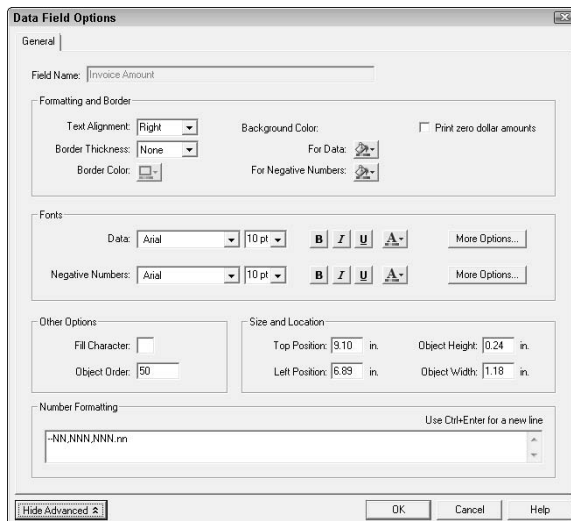 Data Field Options
General
Field Name: Invoice Amount
Formatting and Border
Text Alignment: Right Background Color: Print zero dollar amounts
Border Thickness: None For Data:
Border Color: For Negative Numbers:
Fonts
Data: Arial 10 pt B I U A More Options...
Negative Numbers: Arial 10 pt B I U A More Options...
Other Options
Fill Character:
Object Order: 50
Size and Location
Top Position: 9.10 in. Object Height: 0.24 in.
Left Position: 6.89 in. Object Width: 1.18 in.
Number Formatting
Use Ctrl+Enter for a new line
--NN,NNN,NNN.nn
Hide Advanced OK Cancel Help